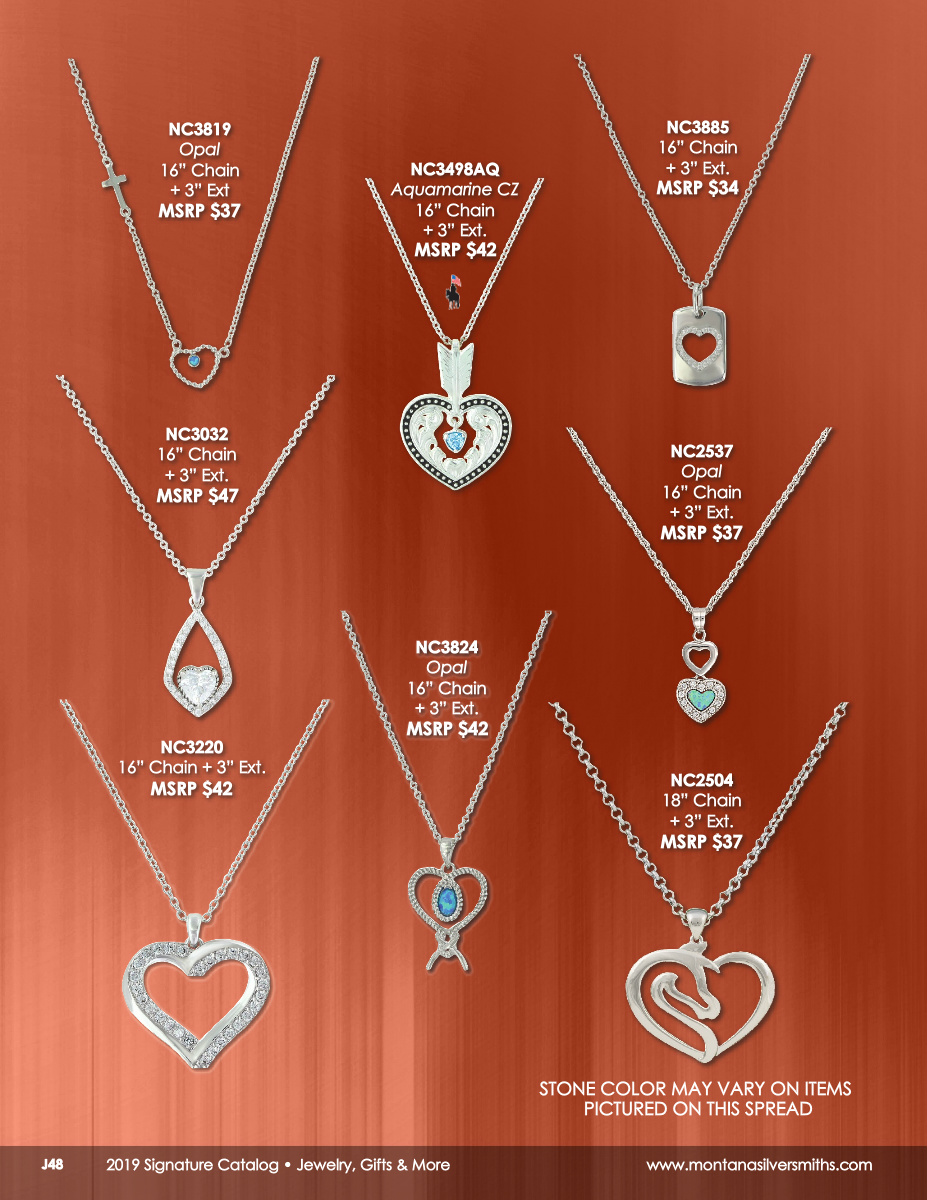 NC3819
Opal
16” Chain
+ 3” Ext
MSRP $37
NC3498AQ
Aquamarine CZ
16” Chain
+ 3” Ext.
MSRP $42
NC3885
16” Chain
+ 3” Ext.
MSRP $34
NC3032
16” Chain
+ 3” Ext.
MSRP $47
NC2537
Opal
16” Chain
+ 3” Ext.
MSRP $37
NC3824
Opal
16” Chain
+ 3” Ext.
MSRP $42
NC3220
16” Chain + 3” Ext.
MSRP $42
NC2504
18” Chain
+ 3” Ext.
MSRP $37
STONE COLOR MAY VARY ON ITEMS
PICTURED ON THIS SPREAD
J48 2019 Signature Catalog • Jewelry, Gifts & More www.montanasilversmiths.com